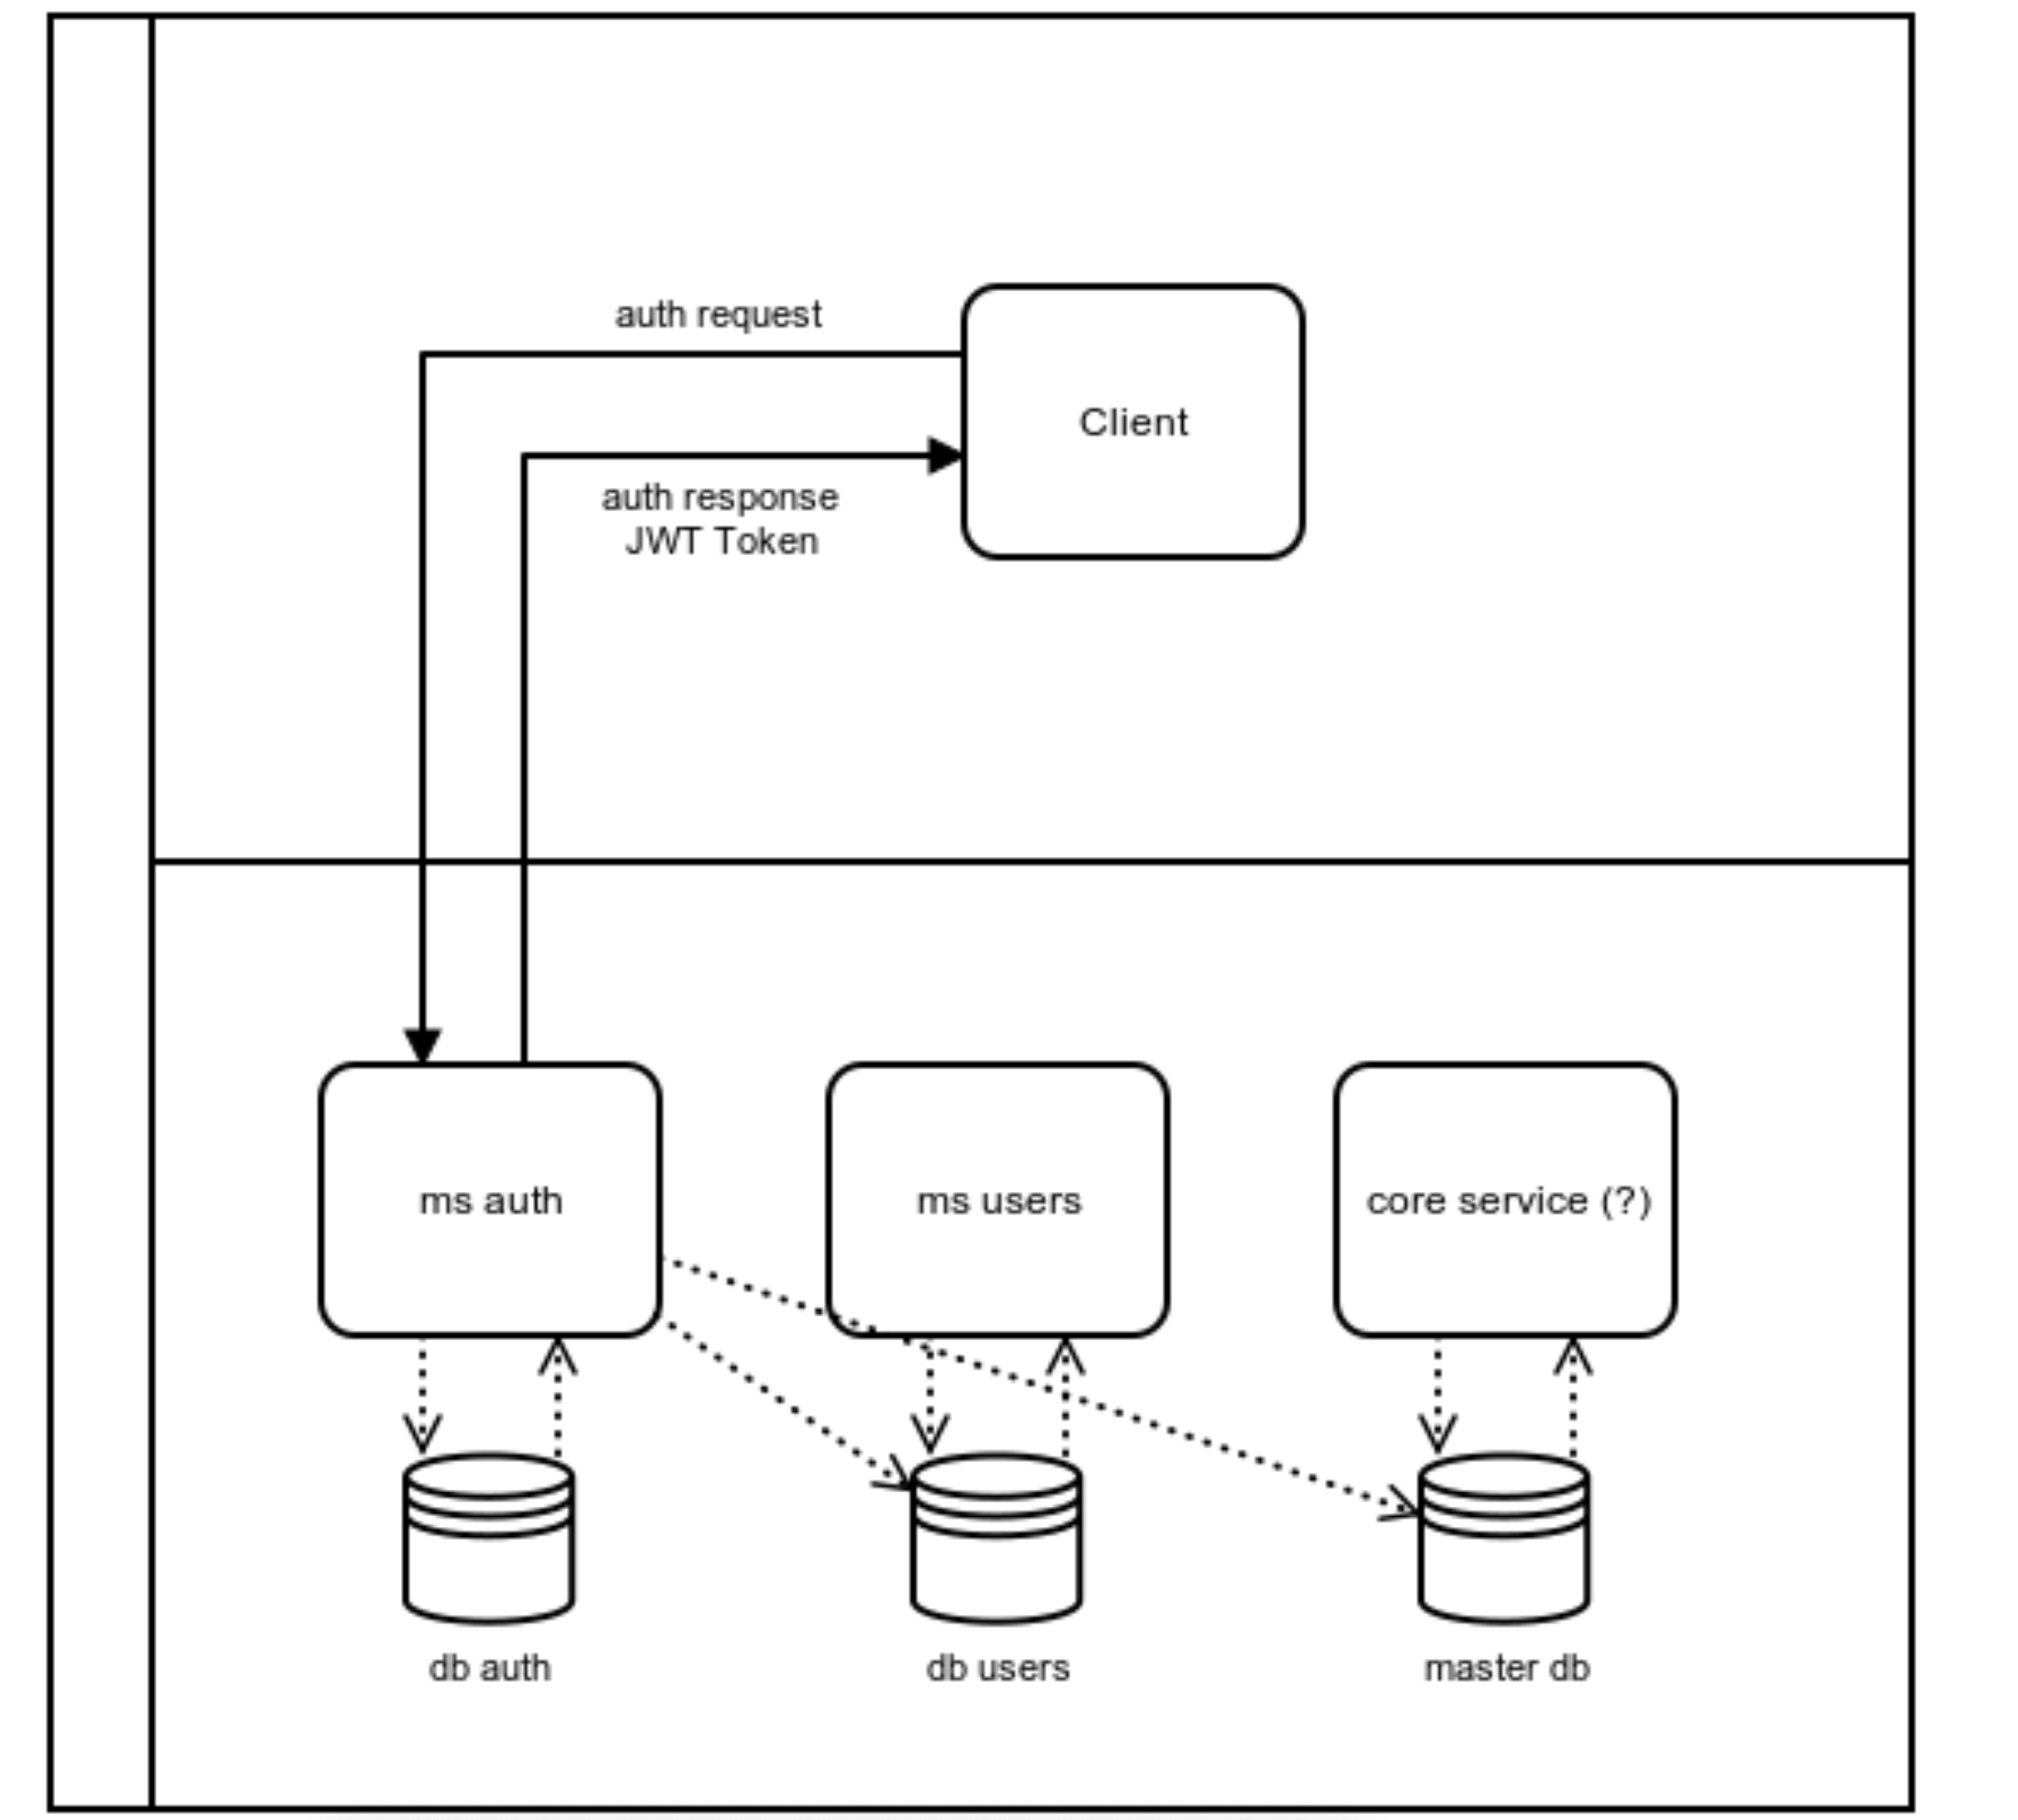 auth request
Client
auth response
JWT Token
ms auth
ms users
core service (?)
db auth
db users
master db